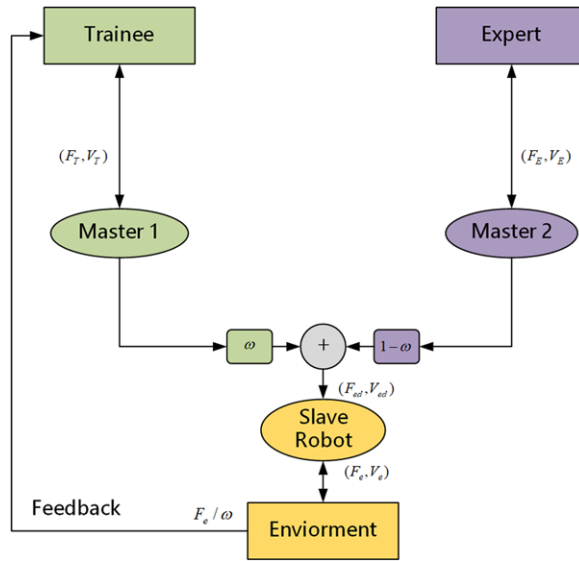 Trainee
Expert
(F_T, V_T)
(F_E, V_E)
Master 1
Master 2
ω
+
1−ω
(F_ed, V_ed)
Slave
Robot
(F_e, V_e)
Feedback
F_e / ω
Enviorment